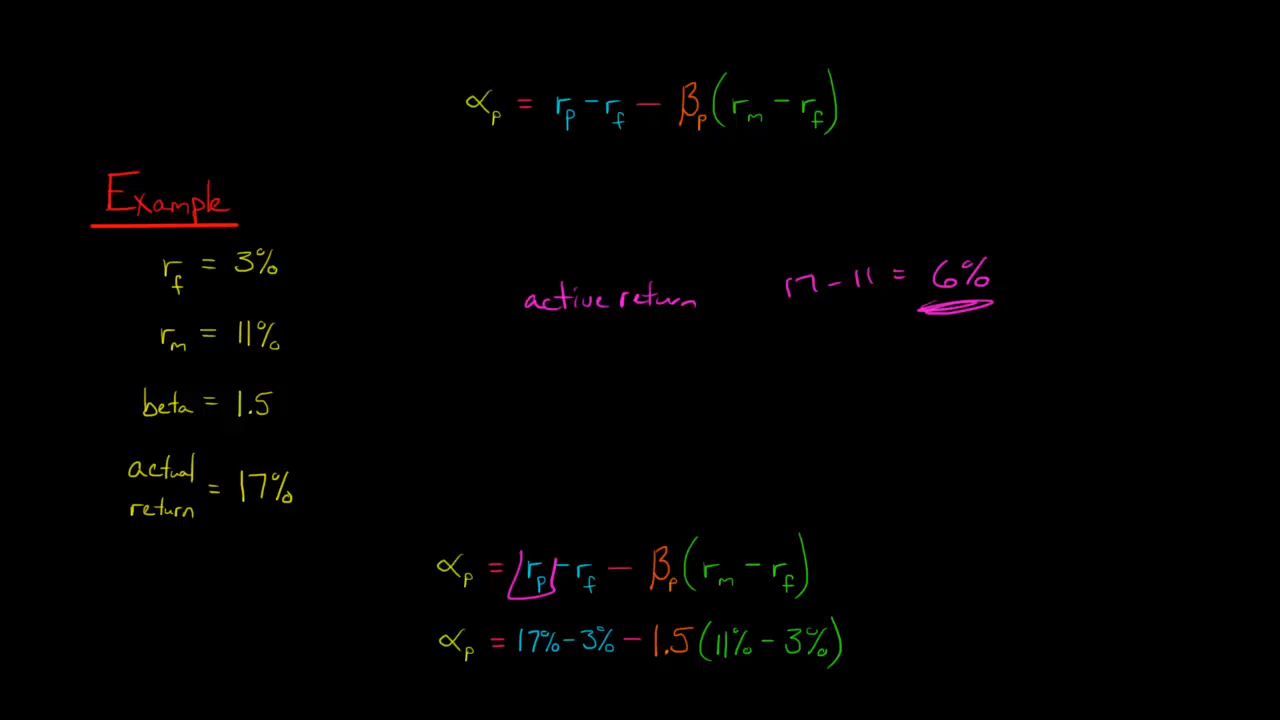 αp = rp - rf - βp(rm - rf)
Example
rf = 3%
rm = 11%
beta = 1.5
actual return = 17%
active return 17 - 11 = 6%
αp = rp - rf - βp(rm - rf)
αp = 17% - 3% - 1.5(11% - 3%)